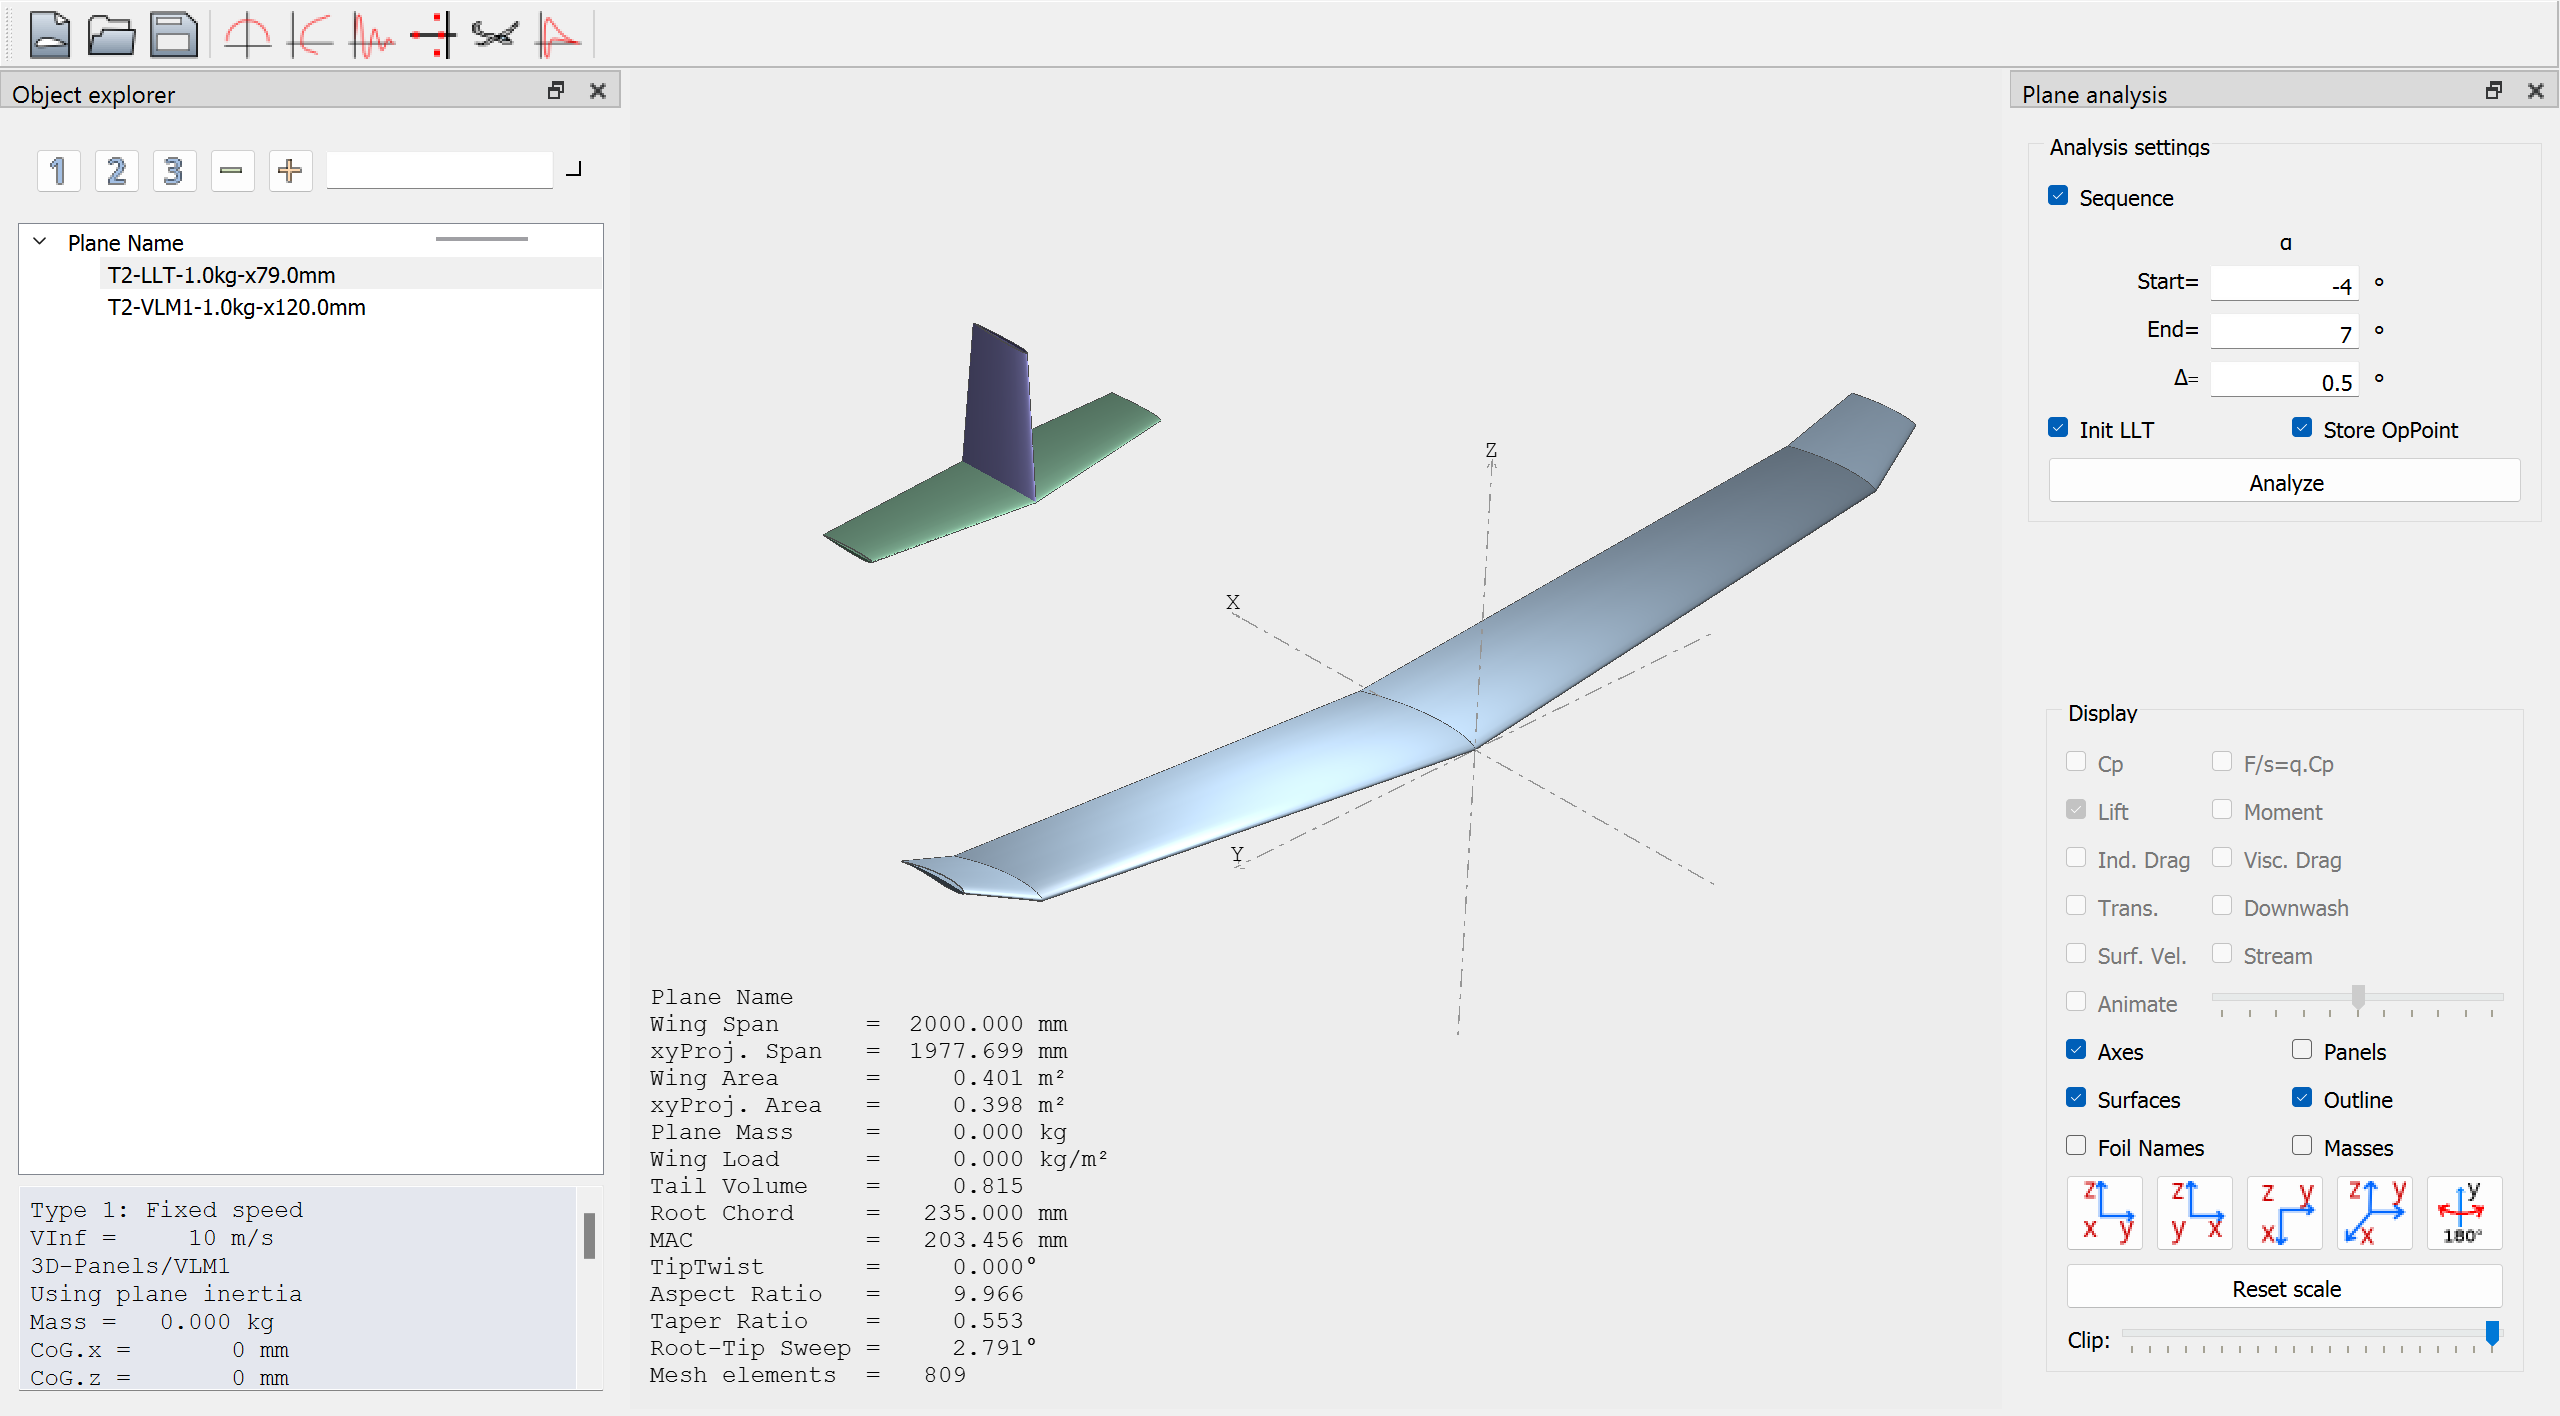 Object explorer
1 2 3
Plane Name
T2-LLT-1.0kg-x79.0mm
T2-VLM1-1.0kg-x120.0mm
Type 1: Fixed speed
VInf =     10 m/s
3D-Panels/VLM1
Using plane inertia
Mass =   0.000 kg
CoG.x =       0 mm
CoG.z =       0 mm
Z
X
Y
Plane Name
Wing Span      =  2000.000 mm
xyProj. Span   =  1977.699 mm
Wing Area      =     0.401 m²
xyProj. Area   =     0.398 m²
Plane Mass     =     0.000 kg
Wing Load      =     0.000 kg/m²
Tail Volume    =     0.815
Root Chord     =   235.000 mm
MAC            =   203.456 mm
TipTwist       =     0.000°
Aspect Ratio   =     9.966
Taper Ratio    =     0.553
Root-Tip Sweep =     2.791°
Mesh elements  =   809
Plane analysis
Analysis settings
Sequence
α
Start= -4 °
End= 7 °
Δ= 0.5 °
Init LLT Store OpPoint
Analyze
Display
Cp F/s=q.Cp
Lift Moment
Ind. Drag Visc. Drag
Trans. Downwash
Surf. Vel. Stream
Animate
Axes Panels
Surfaces Outline
Foil Names Masses
z x y z y x z y x z y x y 180°
Reset scale
Clip: